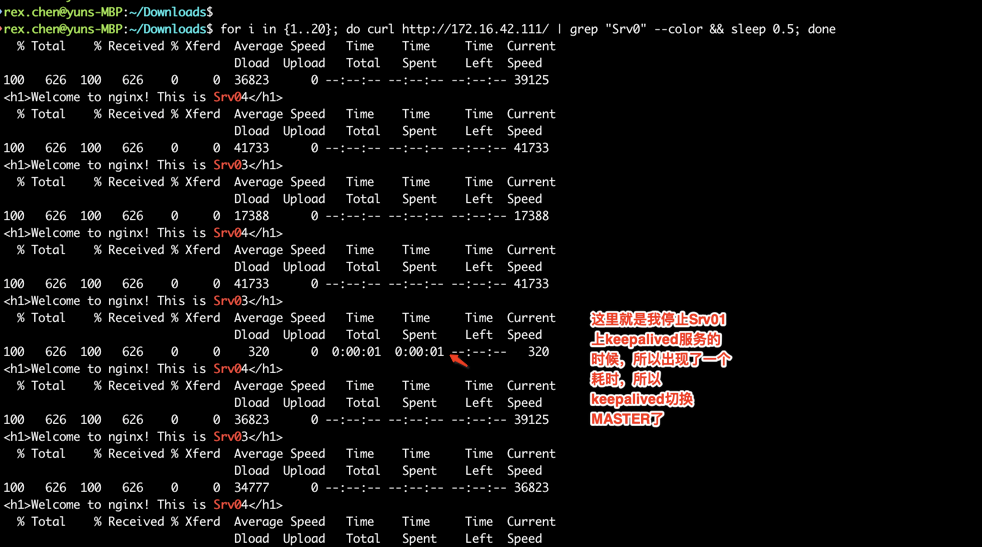 rex.chen@yuns-MBP:~/Downloads$
rex.chen@yuns-MBP:~/Downloads$ for i in {1..20}; do curl http://172.16.42.111/ | grep "Srv0" --color && sleep 0.5; done
  % Total    % Received % Xferd  Average Speed   Time    Time     Time  Current
                                 Dload  Upload   Total   Spent    Left  Speed
100   626  100   626    0     0  36823      0 --:--:-- --:--:-- --:--:-- 39125
<h1>Welcome to nginx! This is Srv04</h1>
  % Total    % Received % Xferd  Average Speed   Time    Time     Time  Current
                                 Dload  Upload   Total   Spent    Left  Speed
100   626  100   626    0     0  41733      0 --:--:-- --:--:-- --:--:-- 41733
<h1>Welcome to nginx! This is Srv03</h1>
  % Total    % Received % Xferd  Average Speed   Time    Time     Time  Current
                                 Dload  Upload   Total   Spent    Left  Speed
100   626  100   626    0     0  17388      0 --:--:-- --:--:-- --:--:-- 17388
<h1>Welcome to nginx! This is Srv04</h1>
  % Total    % Received % Xferd  Average Speed   Time    Time     Time  Current
                                 Dload  Upload   Total   Spent    Left  Speed
100   626  100   626    0     0  41733      0 --:--:-- --:--:-- --:--:-- 41733
<h1>Welcome to nginx! This is Srv03</h1>
  % Total    % Received % Xferd  Average Speed   Time    Time     Time  Current
                                 Dload  Upload   Total   Spent    Left  Speed
100   626  100   626    0     0    320      0  0:00:01  0:00:01 --:--:--   320
<h1>Welcome to nginx! This is Srv04</h1>
  % Total    % Received % Xferd  Average Speed   Time    Time     Time  Current
                                 Dload  Upload   Total   Spent    Left  Speed
100   626  100   626    0     0  36823      0 --:--:-- --:--:-- --:--:-- 39125
<h1>Welcome to nginx! This is Srv03</h1>
  % Total    % Received % Xferd  Average Speed   Time    Time     Time  Current
                                 Dload  Upload   Total   Spent    Left  Speed
100   626  100   626    0     0  34777      0 --:--:-- --:--:-- --:--:-- 36823
<h1>Welcome to nginx! This is Srv04</h1>
  % Total    % Received % Xferd  Average Speed   Time    Time     Time  Current
                                 Dload  Upload   Total   Spent    Left  Speed
这里就是我停止Srv01
上keepalived服务的
时候，所以出现了一个
耗时，所以
keepalived切换
MASTER了